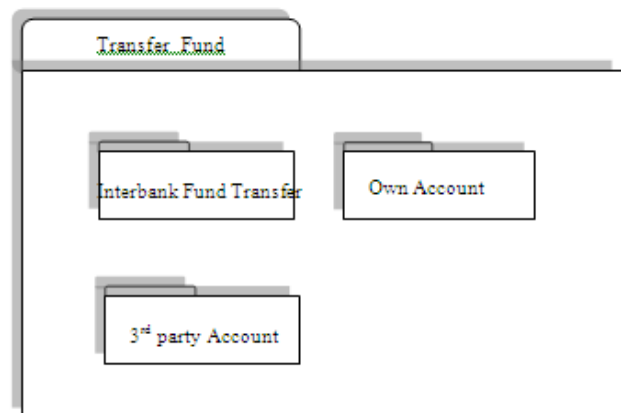 Transfer Fund
Interbank Fund Transfer
Own Account
3rd party Account